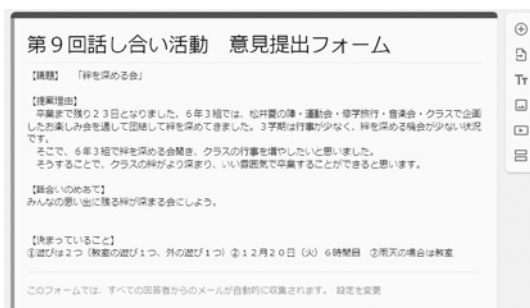 第9回話し合い活動 意見提出フォーム
【議題】 「絆を深める会」
【提案理由】
卒業まで残り23日となりました。6年3組では、松井夏の陣・運動会・修学旅行・音楽会・クラスで企画
したお楽しみ会を通して団結して絆を深めてきました。3学期は行事が少なく、絆を深める機会が少ない状況
です。
そこで、6年3組で絆を深める会開き、クラスの行事を増やしたいと思いました。
そうすることで、クラスの絆がより深まり、いい雰囲気で卒業することができると思います。
【話合いのめあて】
みんなの思い出に残る絆が深まる会にしよう。
【決まっていること】
①遊びは2つ（教室の遊び1つ、外の遊び1つ）②12月20日（火）6時間目 ②雨天の場合は教室
このフォームでは、すべての回答者からのメールが自動的に収集されます。 設定を変更
Tт